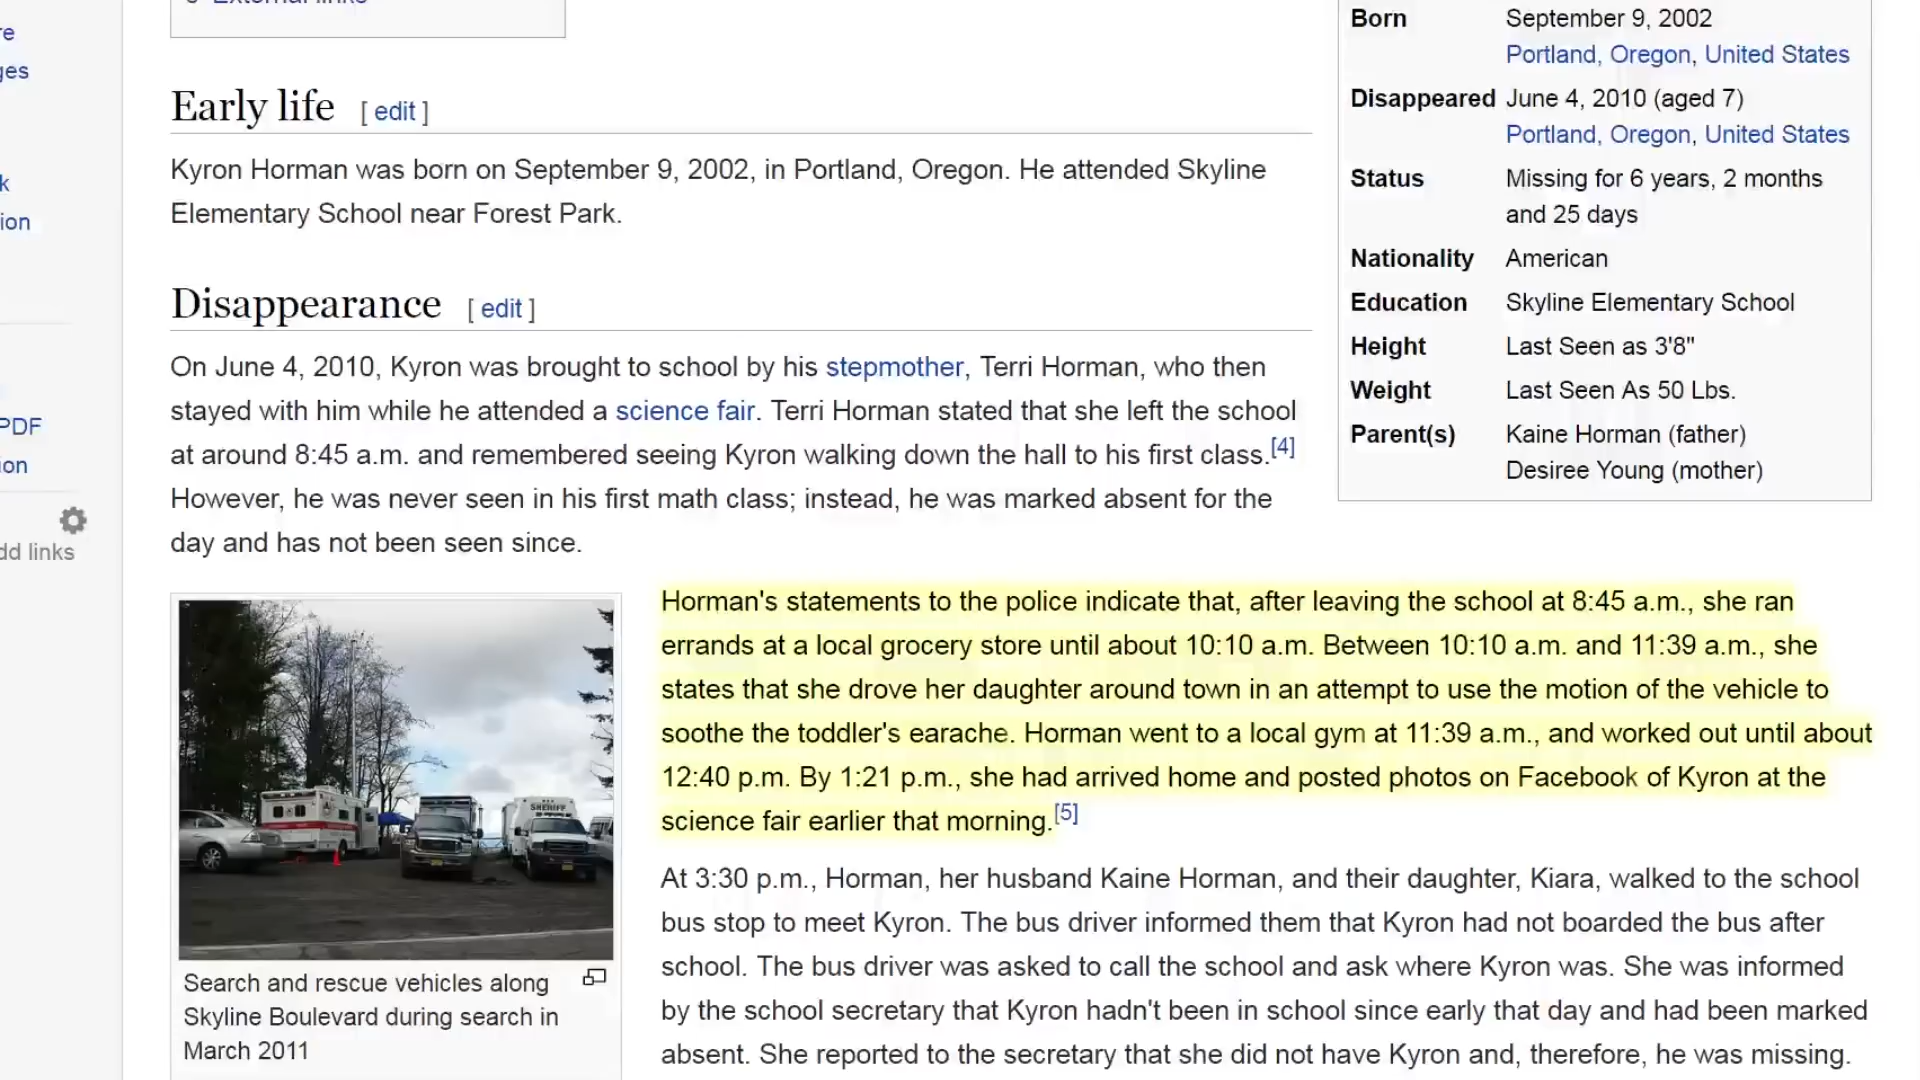 re
ges
k
ion
PDF
ion
dd links
Early life [ edit ]
Kyron Horman was born on September 9, 2002, in Portland, Oregon. He attended Skyline
Elementary School near Forest Park.
Disappearance [ edit ]
On June 4, 2010, Kyron was brought to school by his stepmother, Terri Horman, who then
stayed with him while he attended a science fair. Terri Horman stated that she left the school
at around 8:45 a.m. and remembered seeing Kyron walking down the hall to his first class.[4]
However, he was never seen in his first math class; instead, he was marked absent for the
day and has not been seen since.
Born September 9, 2002
Portland, Oregon, United States
Disappeared June 4, 2010 (aged 7)
Portland, Oregon, United States
Status Missing for 6 years, 2 months
and 25 days
Nationality American
Education Skyline Elementary School
Height Last Seen as 3'8"
Weight Last Seen As 50 Lbs.
Parent(s) Kaine Horman (father)
Desiree Young (mother)
SHERIFF
Search and rescue vehicles along
Skyline Boulevard during search in
March 2011
Horman's statements to the police indicate that, after leaving the school at 8:45 a.m., she ran
errands at a local grocery store until about 10:10 a.m. Between 10:10 a.m. and 11:39 a.m., she
states that she drove her daughter around town in an attempt to use the motion of the vehicle to
soothe the toddler's earache. Horman went to a local gym at 11:39 a.m., and worked out until about
12:40 p.m. By 1:21 p.m., she had arrived home and posted photos on Facebook of Kyron at the
science fair earlier that morning.[5]
At 3:30 p.m., Horman, her husband Kaine Horman, and their daughter, Kiara, walked to the school
bus stop to meet Kyron. The bus driver informed them that Kyron had not boarded the bus after
school. The bus driver was asked to call the school and ask where Kyron was. She was informed
by the school secretary that Kyron hadn't been in school since early that day and had been marked
absent. She reported to the secretary that she did not have Kyron and, therefore, he was missing.